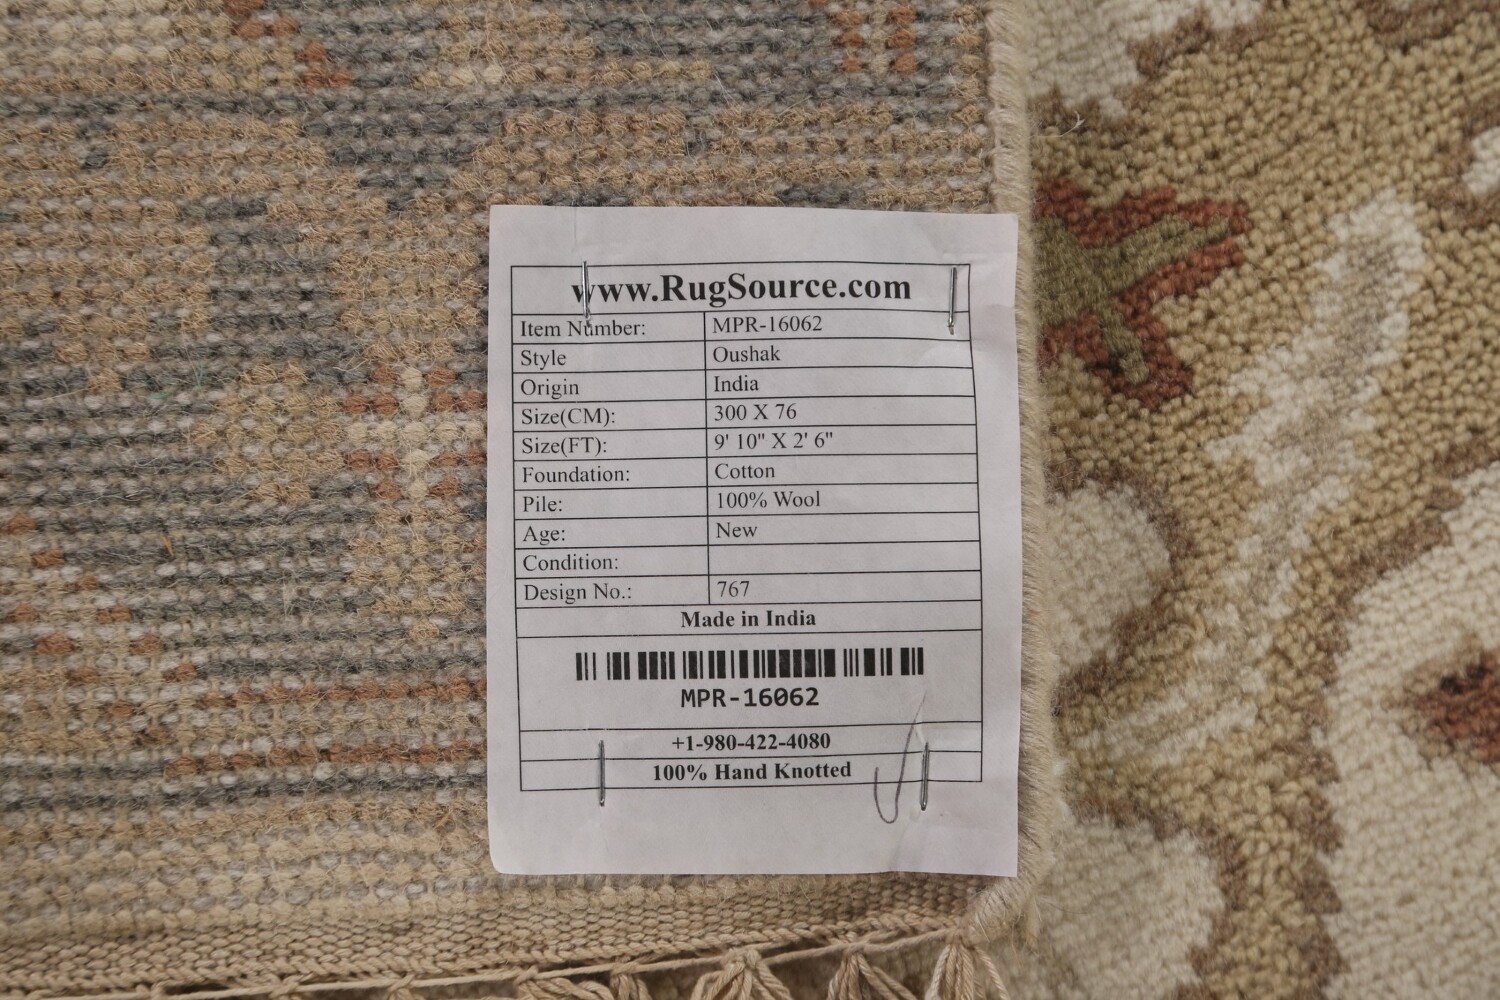 www.RugSource.com
Item Number: MPR-16062
Style Oushak
Origin India
Size(CM): 300 X 76
Size(FT): 9' 10" X 2' 6"
Foundation: Cotton
Pile: 100% Wool
Age: New
Condition:
Design No.: 767
Made in India
MPR-16062
+1-980-422-4080
100% Hand Knotted